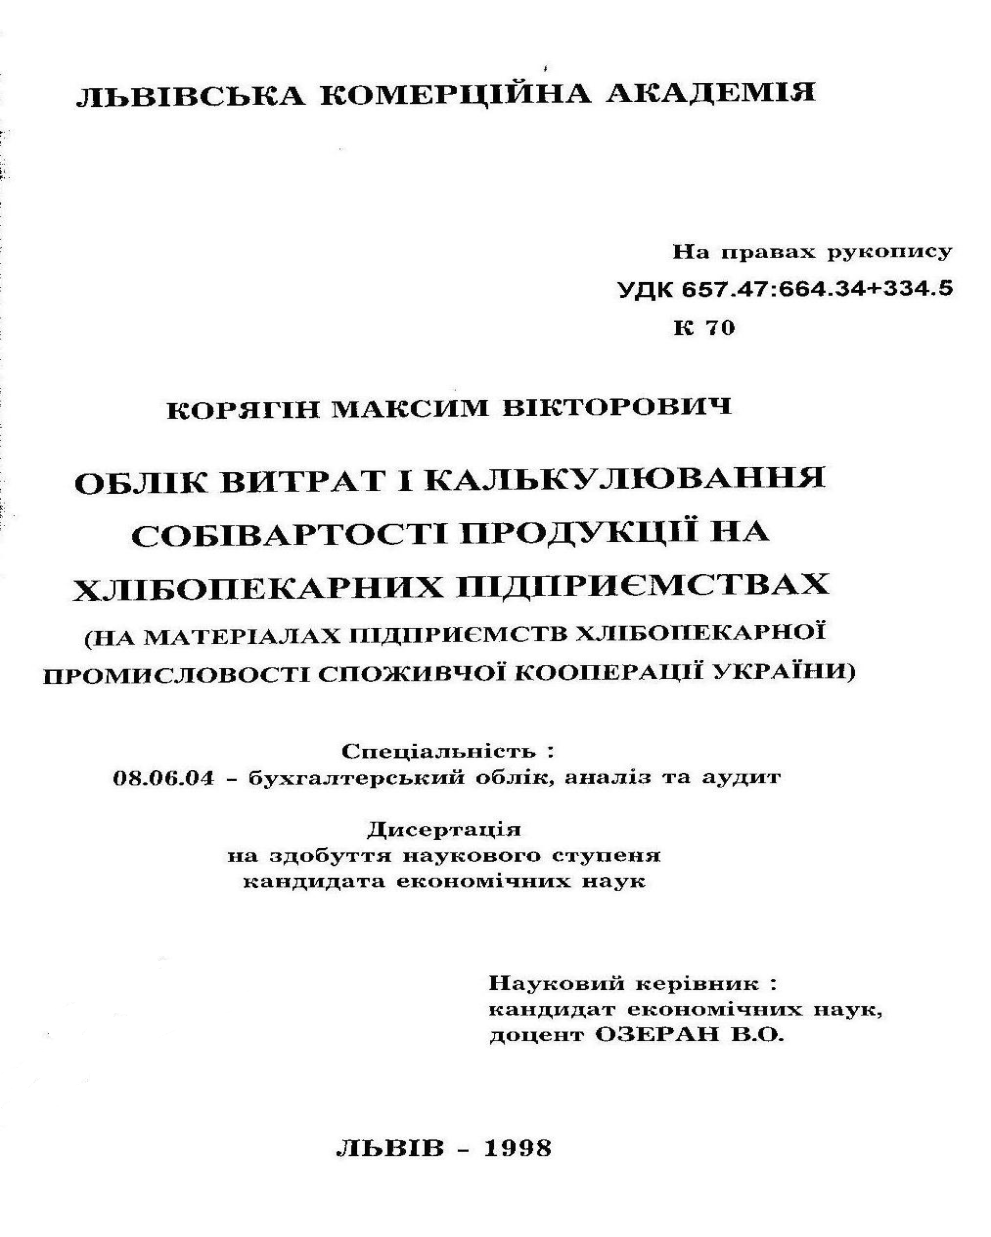 ЛЬВІВСЬКА КОМЕРЦІЙНА АКАДЕМІЯ
На правах рукопису
УДК 657.47:664.34+334.5
К 70
КОРЯГІН МАКСИМ ВІКТОРОВИЧ
ОБЛІК ВИТРАТ І КАЛЬКУЛЮВАННЯ
СОБІВАРТОСТІ ПРОДУКЦІЇ НА
ХЛІБОПЕКАРНИХ ПІДПРИЄМСТВАХ
(НА МАТЕРІАЛАХ ПІДПРИЄМСТВ ХЛІБОПЕКАРНОЇ
ПРОМИСЛОВОСТІ СПОЖИВЧОЇ КООПЕРАЦІЇ УКРАЇНИ)
Спеціальність :
08.06.04 – бухгалтерський облік, аналіз та аудит
Дисертація
на здобуття наукового ступеня
кандидата економічних наук
Науковий керівник :
кандидат економічних наук,
доцент ОЗЕРАН В.О.
ЛЬВІВ – 1998